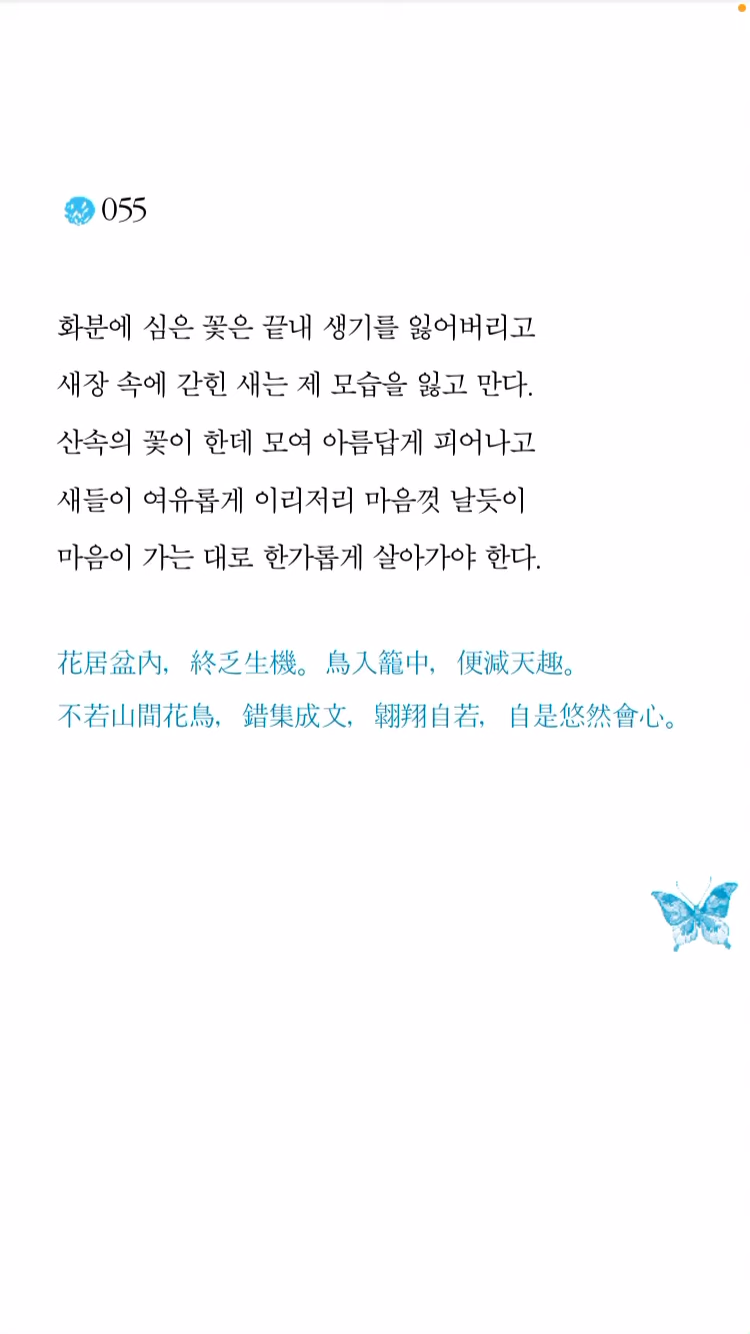 055
화분에 심은 꽃은 끝내 생기를 잃어버리고
새장 속에 갇힌 새는 제 모습을 잃고 만다.
산속의 꽃이 한데 모여 아름답게 피어나고
새들이 여유롭게 이리저리 마음껏 날듯이
마음이 가는 대로 한가롭게 살아가야 한다.
花居盆內, 終乏生機。鳥入籠中, 便減天趣。
不若山間花鳥, 錯集成文, 翺翔自若, 自是悠然會心。